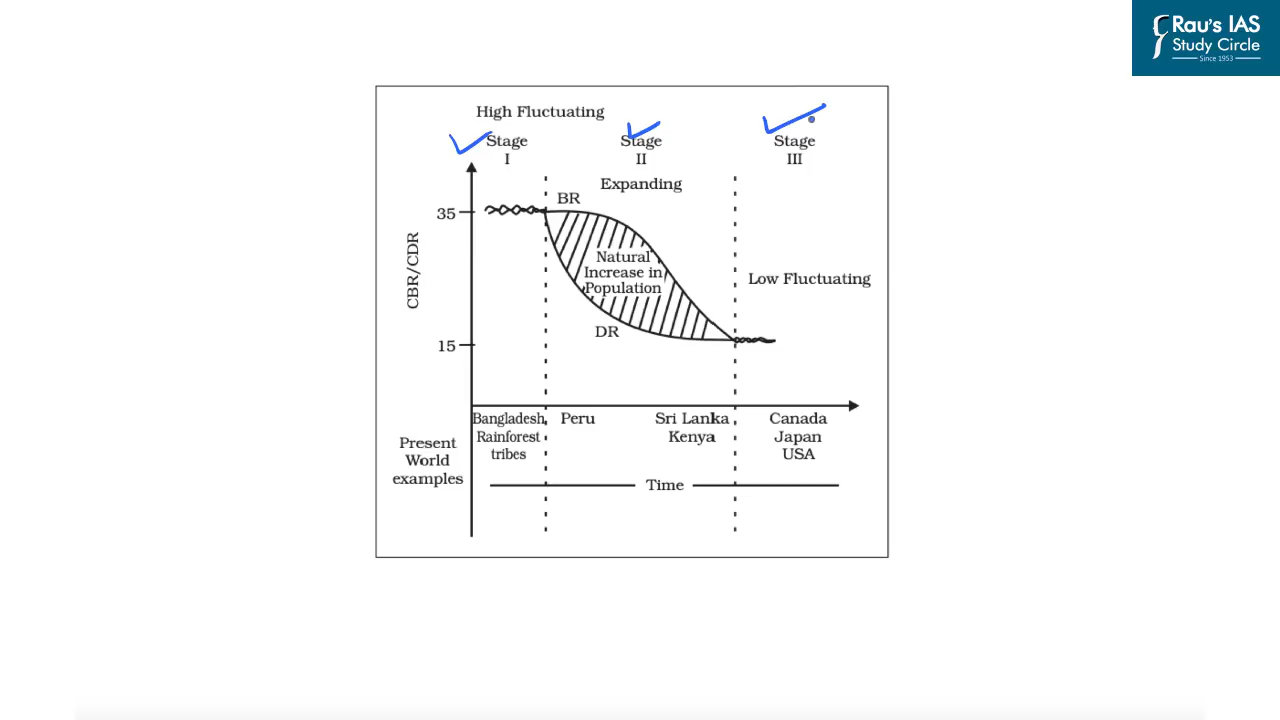 Rau's IAS
Study Circle
Since 1953
High Fluctuating
Stage
I
Stage
II
Stage
III
Expanding
BR
35
Natural
Increase in
Population
CBR/CDR
Low Fluctuating
DR
15
Bangladesh
Rainforest
tribes
Peru
Sri Lanka
Kenya
Canada
Japan
USA
Present
World
examples
Time